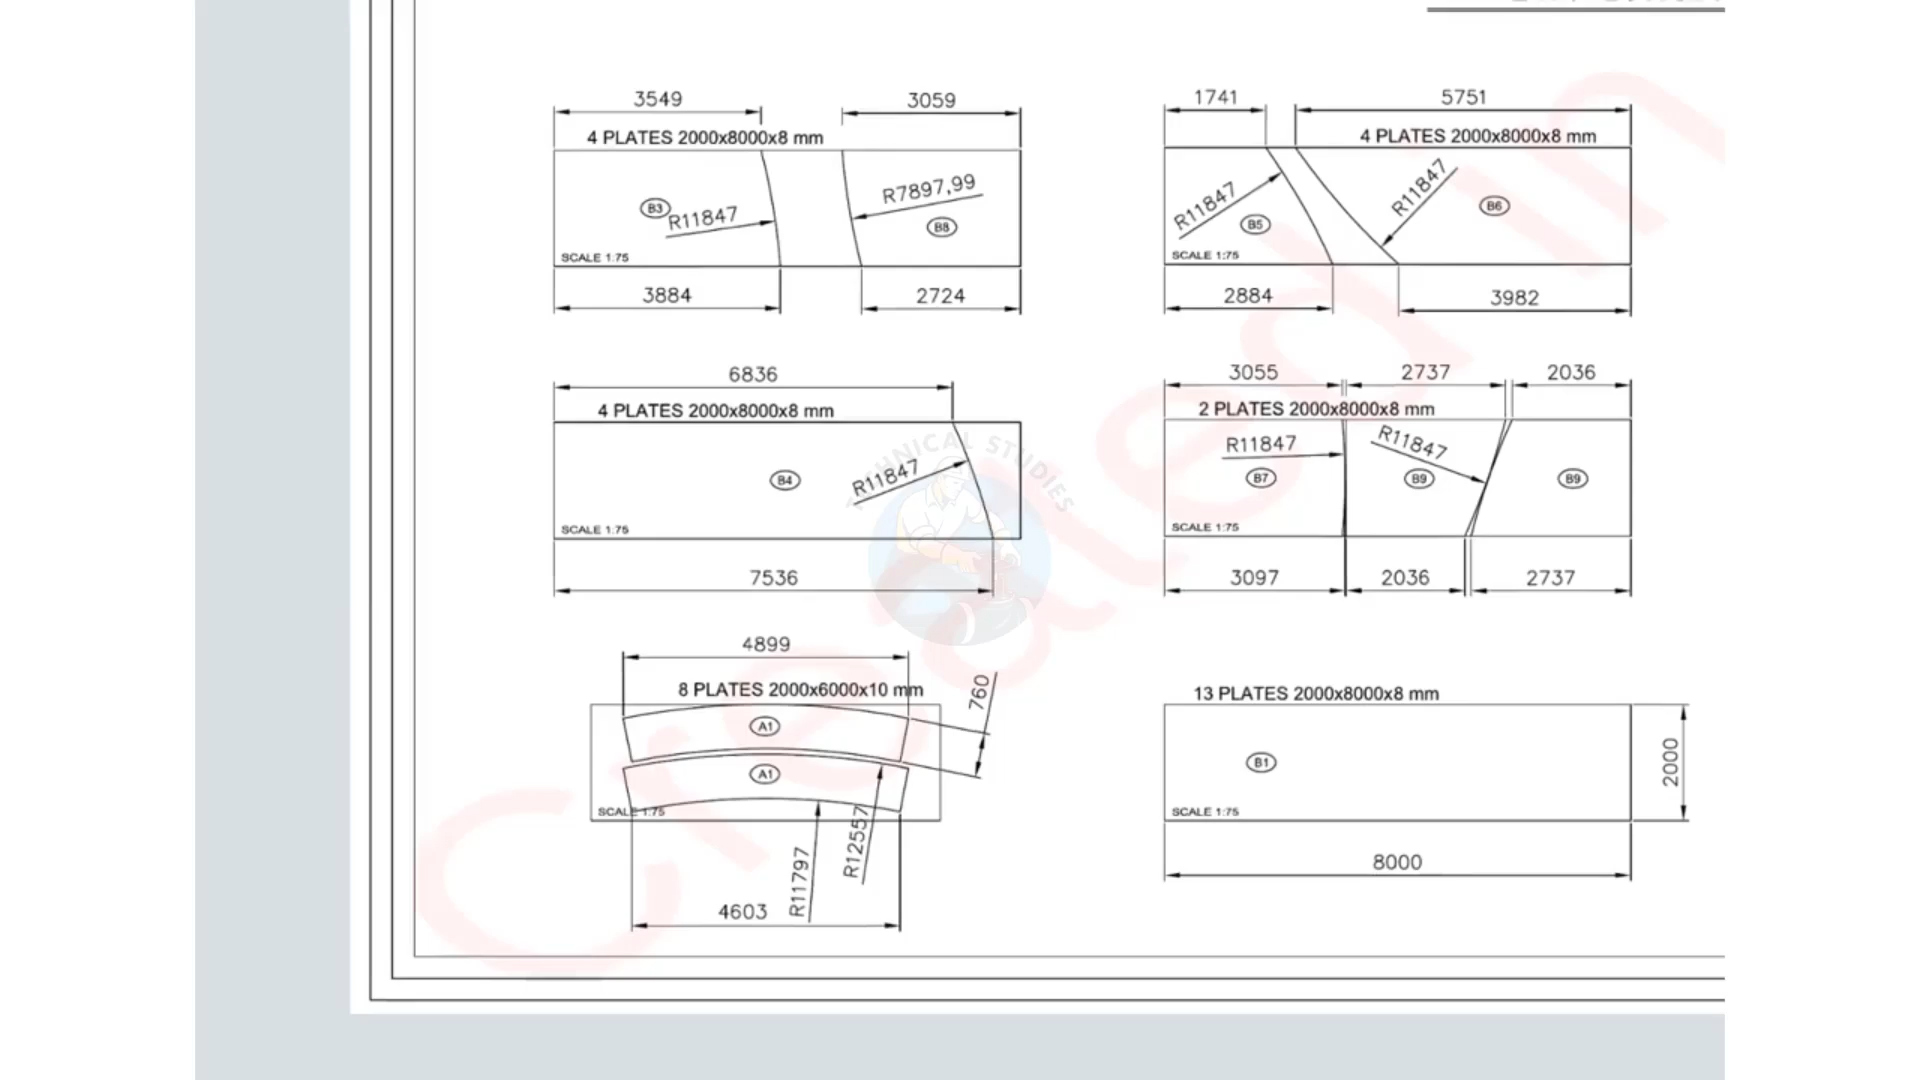 3549
3059
4 PLATES 2000x8000x8 mm
B3
R11847
R7897,99
B8
SCALE 1:75
3884
2724
1741
5751
4 PLATES 2000x8000x8 mm
R11847
R11847
B5
B6
SCALE 1:75
2884
3982
6836
4 PLATES 2000x8000x8 mm
R11847
B4
SCALE 1:75
7536
3055
2737
2036
2 PLATES 2000x8000x8 mm
R11847
R11847
B7
B9
B9
SCALE 1:75
3097
2036
2737
4899
8 PLATES 2000x6000x10 mm
760
A1
A1
SCALE 1:75
R11797
R12557
4603
13 PLATES 2000x8000x8 mm
B1
2000
SCALE 1:75
8000
TECHNICAL STUDIES